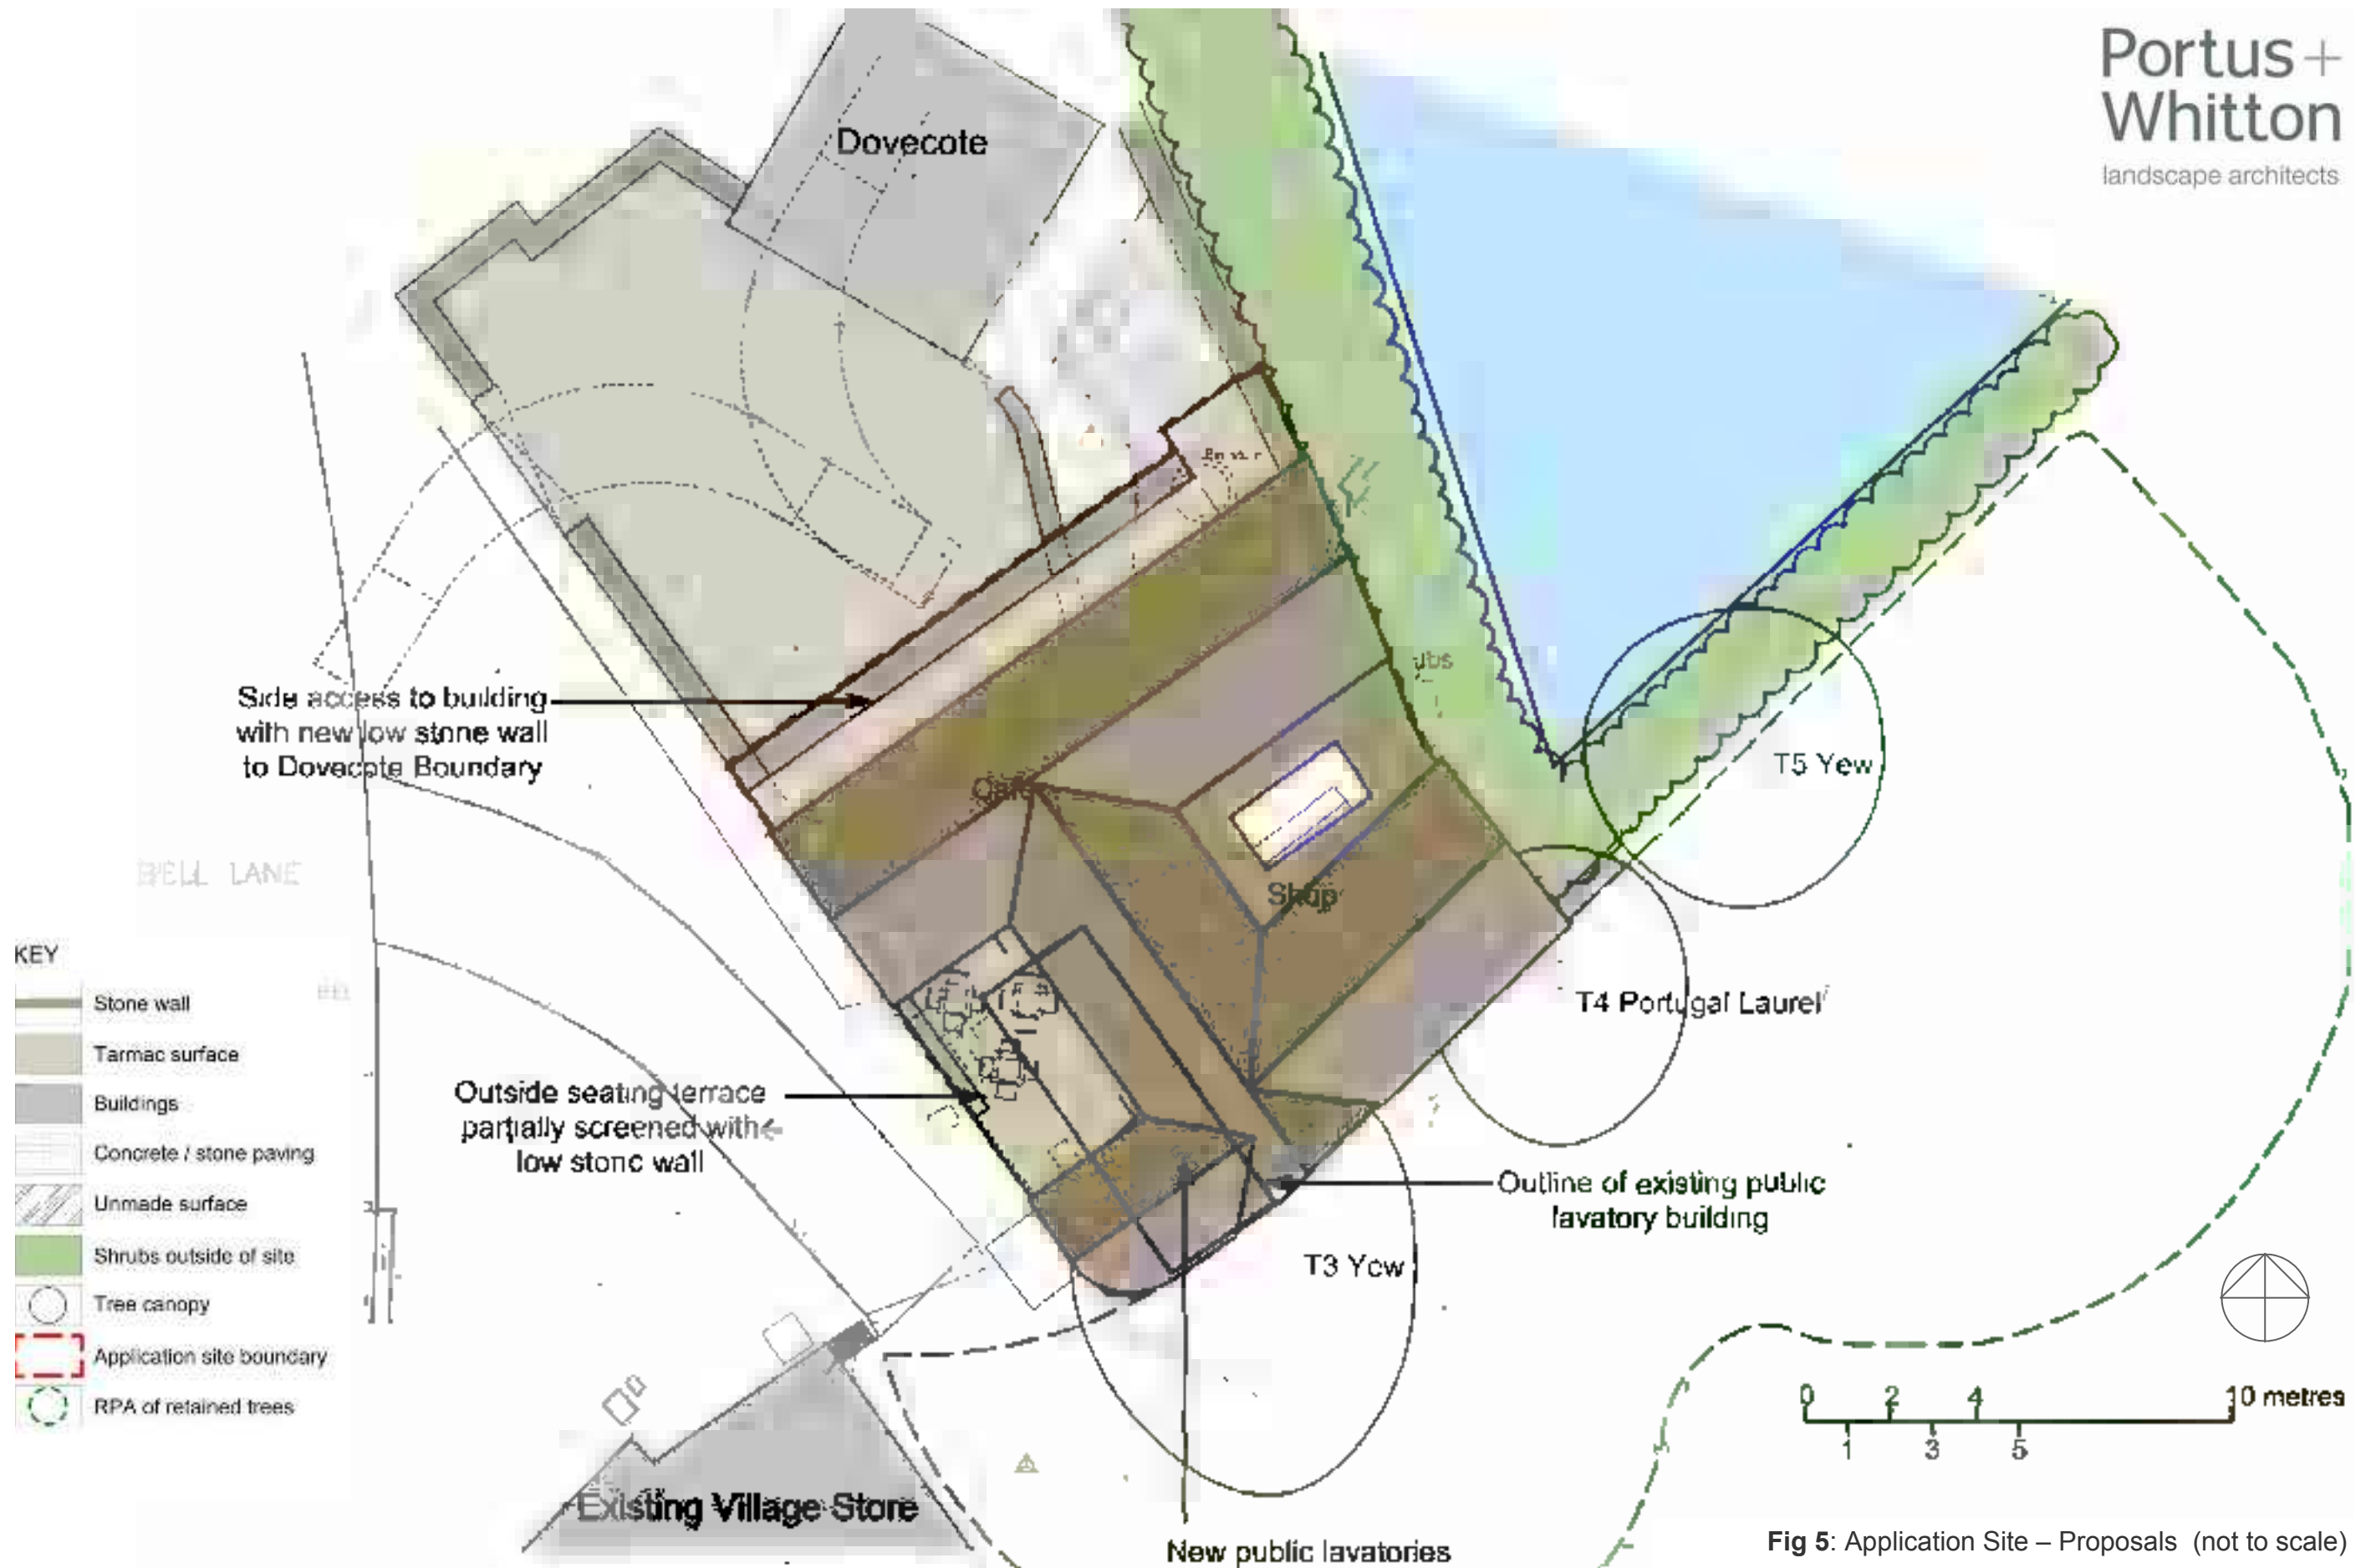 Portus+
Whitton
landscape architects
Dovecote
Side access to building
with new low stone wall
to Dovecote Boundary
T5 Yew
BELL LANE
Shop
KEY
Stone wall
Tarmac surface
Buildings
Concrete / stone paving
Unmade surface
Shrubs outside of site
Tree canopy
Application site boundary
RPA of retained trees
T4 Portugal Laurel
Outside seating terrace
partially screened with
low stone wall
Outline of existing public
lavatory building
T3 Yew
0 2 4 10 metres
1 3 5
Existing Village Store
New public lavatories
Fig 5: Application Site – Proposals (not to scale)